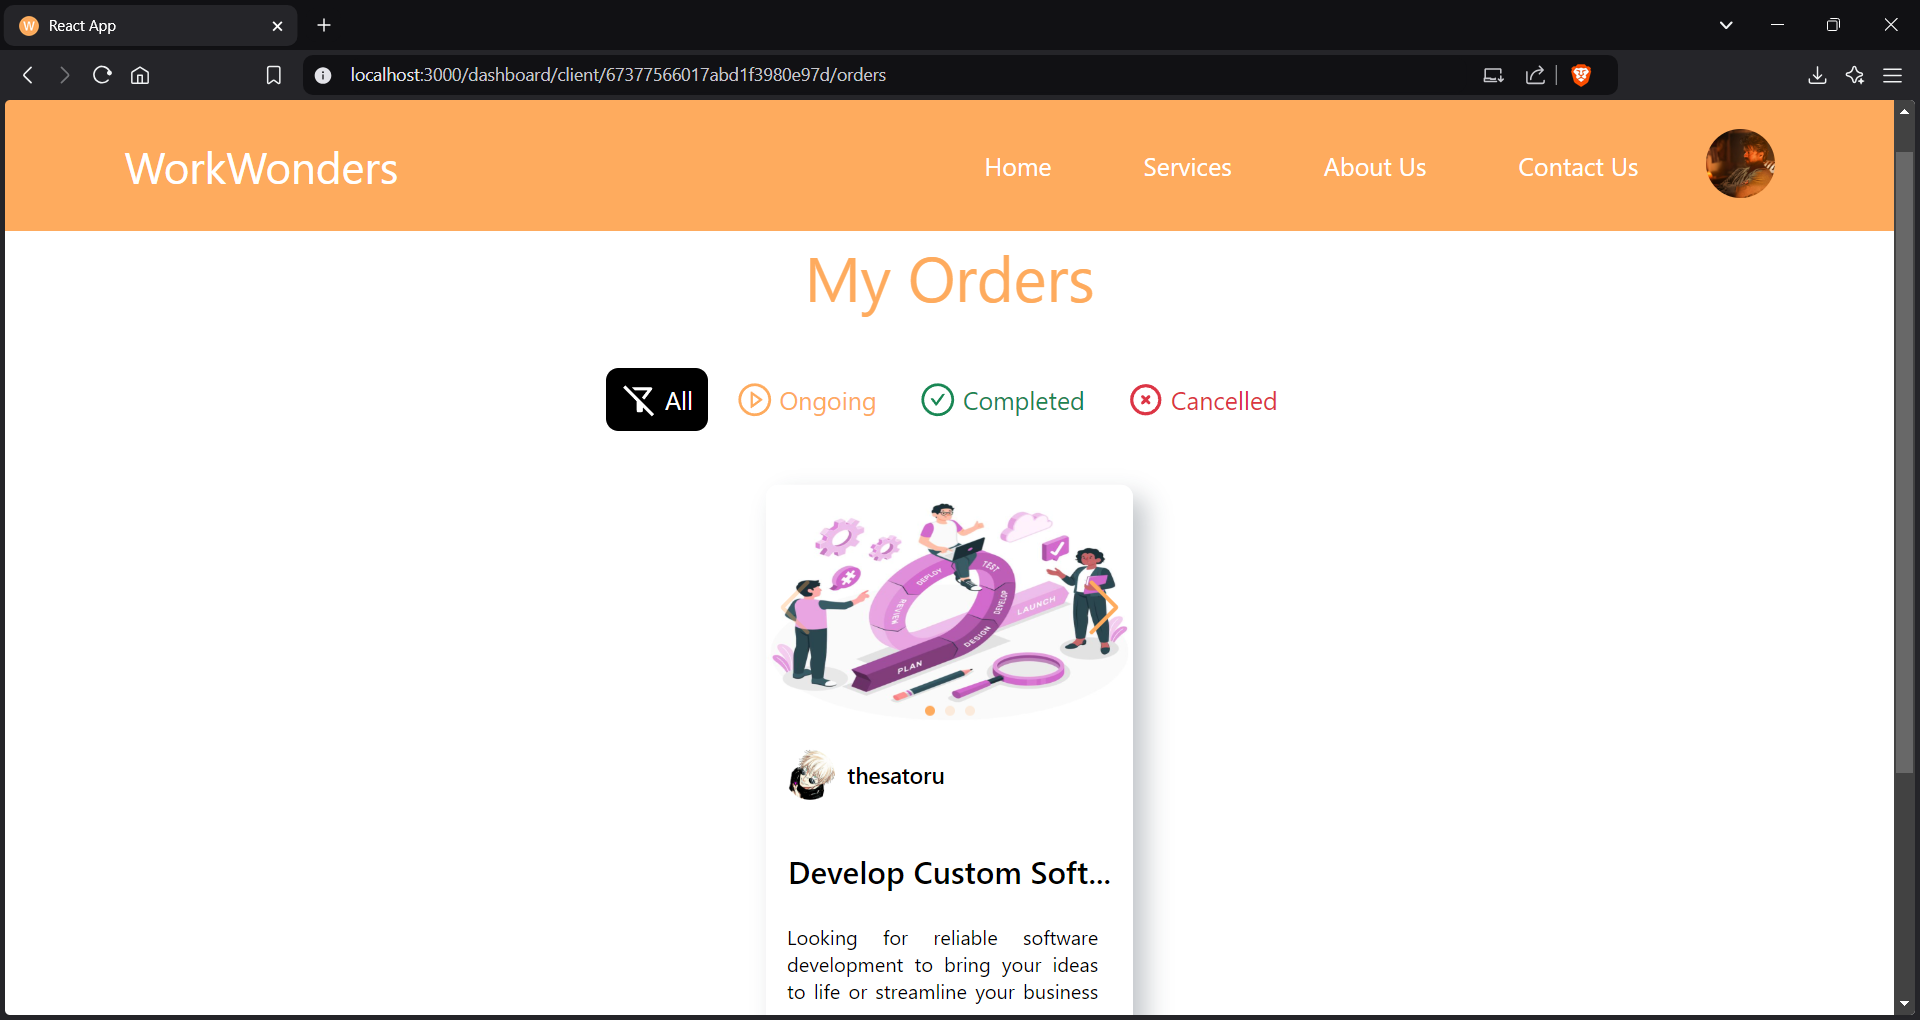 W React App
localhost:3000/dashboard/client/67377566017abd1f3980e97d/orders
WorkWonders
Home
Services
About Us
Contact Us
My Orders
All
Ongoing
Completed
Cancelled
DEPLOY
TEST
REVIEW
DEVELOP
LAUNCH
DESIGN
PLAN
thesatoru
Develop Custom Soft...
Looking for reliable software
development to bring your ideas
to life or streamline your business